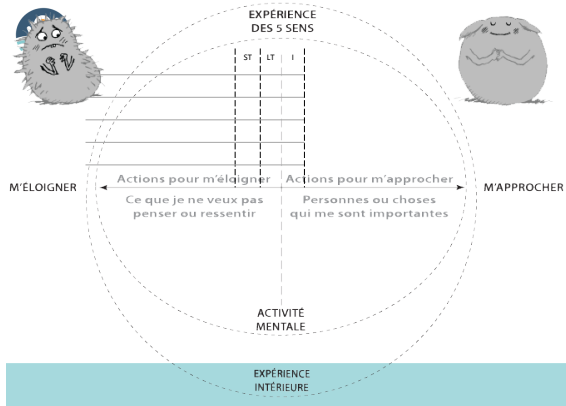 EXPÉRIENCE
DES 5 SENS
ST LT I
Actions pour m'éloigner Actions pour m'approcher
M'ÉLOIGNER M'APPROCHER
Ce que je ne veux pas Personnes ou choses
penser ou ressentir qui me sont importantes
ACTIVITÉ
MENTALE
EXPÉRIENCE
INTÉRIEURE